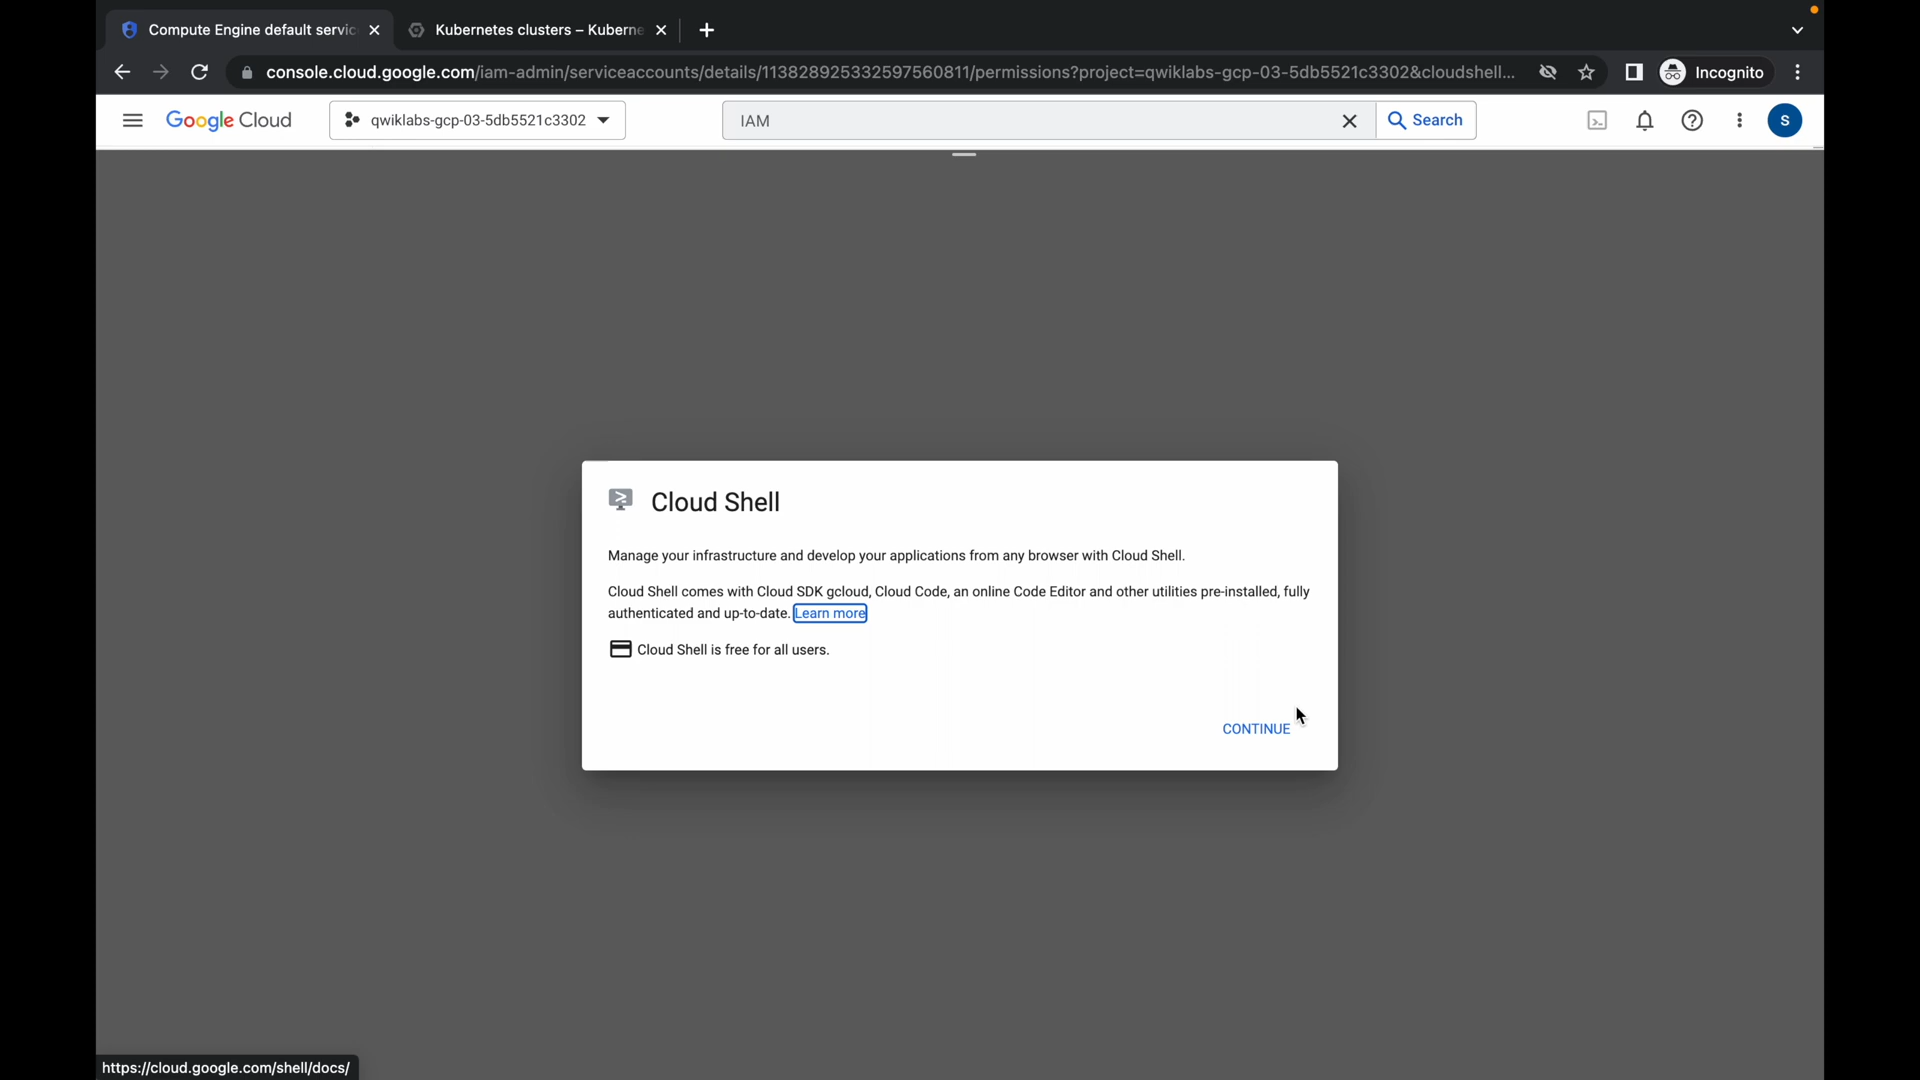 Compute Engine default servic
Kubernetes clusters – Kuberne
console.cloud.google.com/iam-admin/serviceaccounts/details/113828925332597560811/permissions?project=qwiklabs-gcp-03-5db5521c3302&cloudshell...
Incognito
Google Cloud
qwiklabs-gcp-03-5db5521c3302
IAM
Search
S
Cloud Shell
Manage your infrastructure and develop your applications from any browser with Cloud Shell.
Cloud Shell comes with Cloud SDK gcloud, Cloud Code, an online Code Editor and other utilities pre-installed, fully
authenticated and up-to-date. Learn more
Cloud Shell is free for all users.
CONTINUE
https://cloud.google.com/shell/docs/